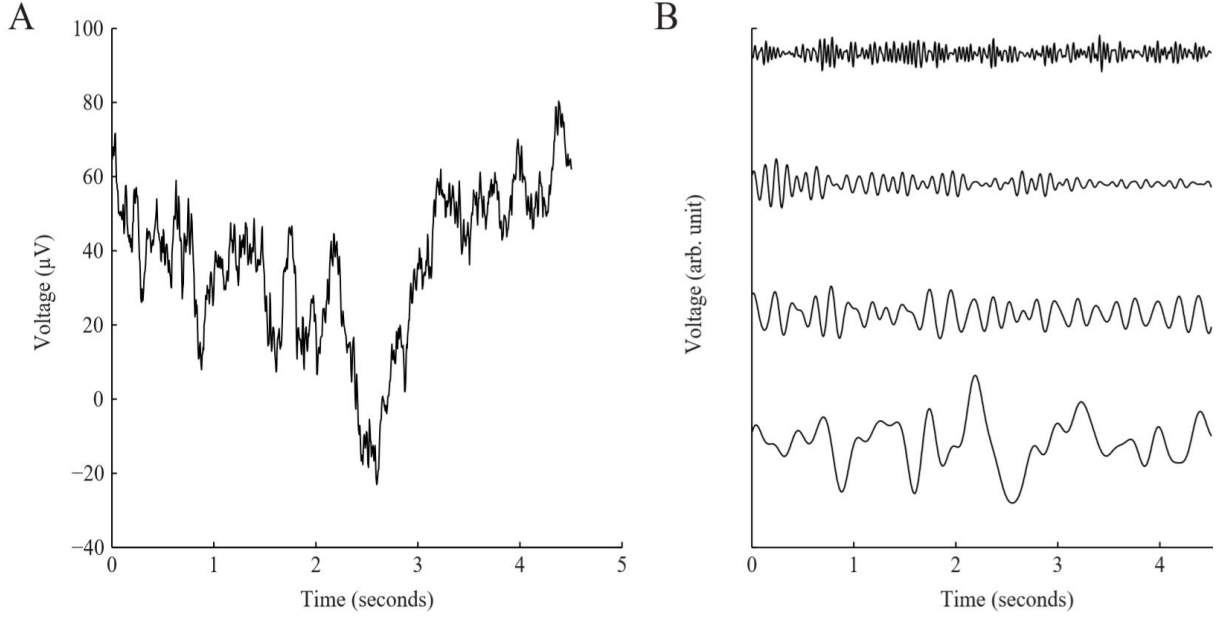 A
100
80
60
40
20
0
−20
−40
Voltage (μV)
0 1 2 3 4 5
Time (seconds)
B
Voltage (arb. unit)
0 1 2 3 4
Time (seconds)